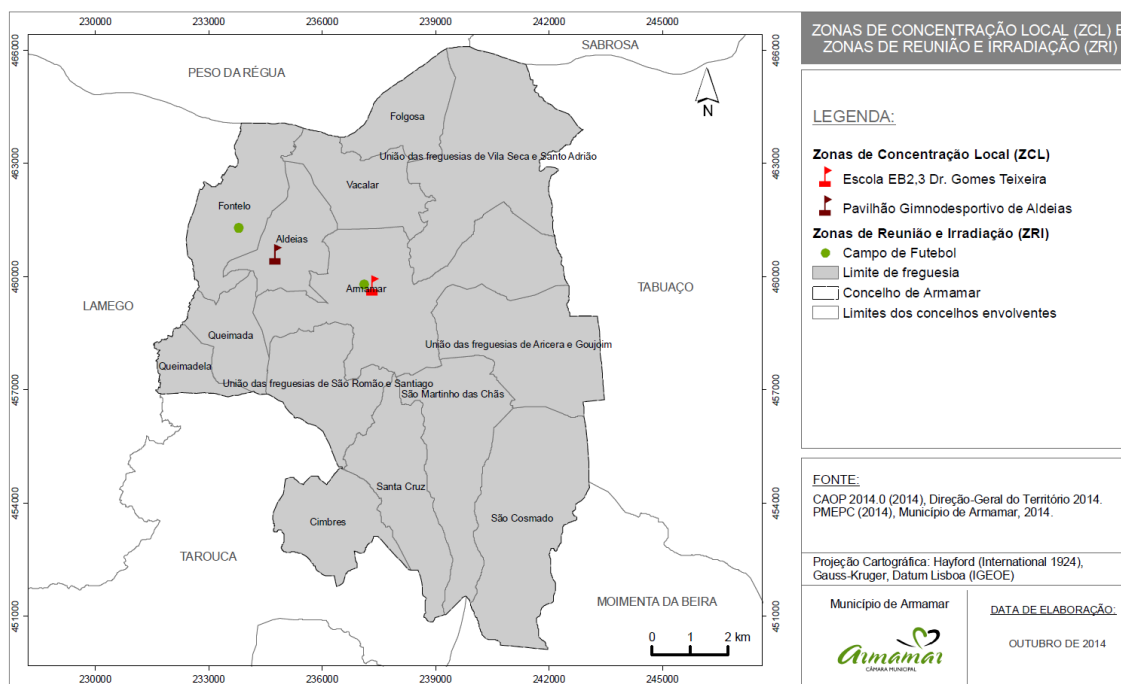 230000 233000 236000 239000 242000 245000
466000
463000
460000
457000
454000
451000
SABROSA
PESO DA RÉGUA
N
Folgosa
União das freguesias de Vila Seca e Santo Adrião
Vacalar
Fontelo
Aldeias
Armamar
TABUAÇO
LAMEGO
Queimada
União das freguesias de Aricera e Goujoim
Queimadela
União das freguesias de São Romão e Santiago
São Martinho das Chãs
Santa Cruz
São Cosmado
Cimbres
TAROUCA
MOIMENTA DA BEIRA
0 1 2 km
466000
463000
460000
457000
454000
451000
230000 233000 236000 239000 242000 245000
ZONAS DE CONCENTRAÇÃO LOCAL (ZCL) E
ZONAS DE REUNIÃO E IRRADIAÇÃO (ZRI)
LEGENDA:
Zonas de Concentração Local (ZCL)
Escola EB2,3 Dr. Gomes Teixeira
Pavilhão Gimnodesportivo de Aldeias
Zonas de Reunião e Irradiação (ZRI)
Campo de Futebol
Limite de freguesia
Concelho de Armamar
Limites dos concelhos envolventes
FONTE:
CAOP 2014.0 (2014), Direção-Geral do Território 2014.
PMEPC (2014), Município de Armamar, 2014.
Projeção Cartográfica: Hayford (International 1924),
Gauss-Kruger, Datum Lisboa (IGEOE)
Município de Armamar
Armamar
CÂMARA MUNICIPAL
DATA DE ELABORAÇÃO:
OUTUBRO DE 2014